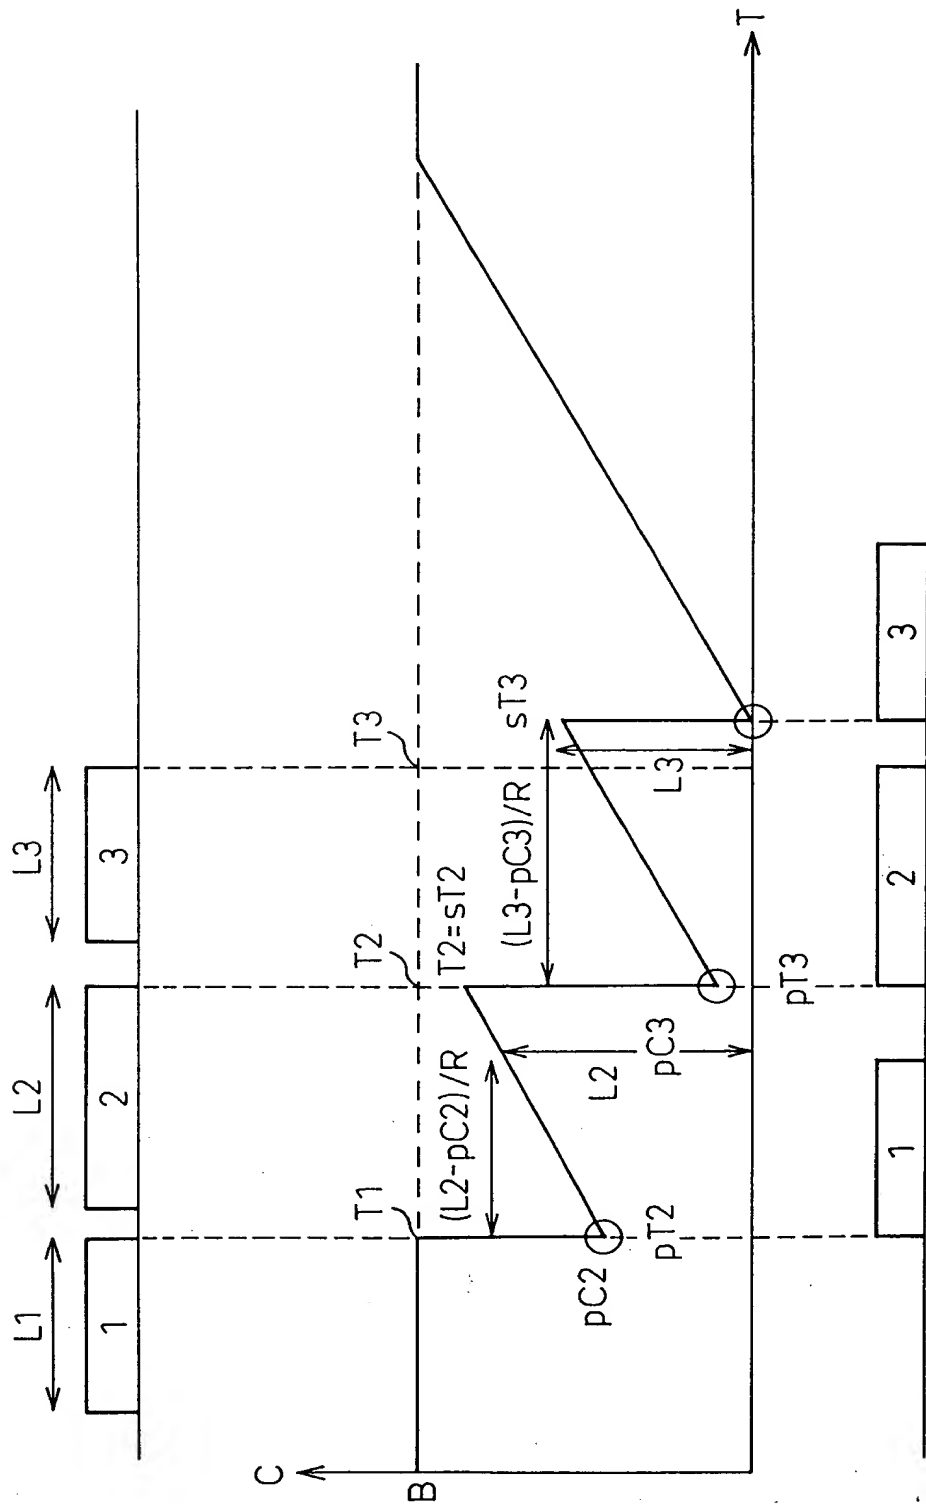 L1
L2
L3
1
2
3
C
B
T1
T2
T3
T2=sT2
(L2-pC2)/R
(L3-pC3)/R
sT3
L2
L3
pC2
pC3
pT2
pT3
T
1
2
3